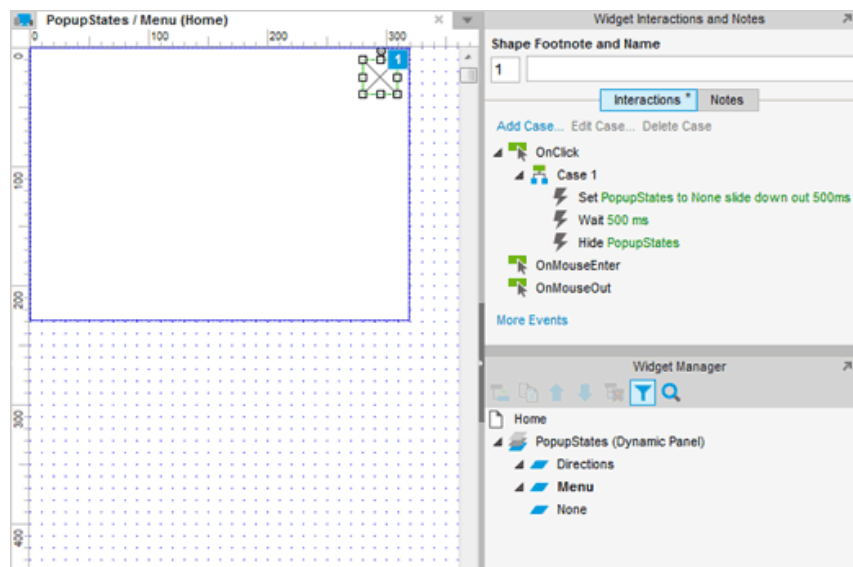 PopupStates / Menu (Home)
0 100 200 300
0
100
200
300
400
1
Widget Interactions and Notes
Shape Footnote and Name
1
Interactions * Notes
Add Case... Edit Case... Delete Case
OnClick
Case 1
Set PopupStates to None slide down out 500ms
Wait 500 ms
Hide PopupStates
OnMouseEnter
OnMouseOut
More Events
Widget Manager
Home
PopupStates (Dynamic Panel)
Directions
Menu
None